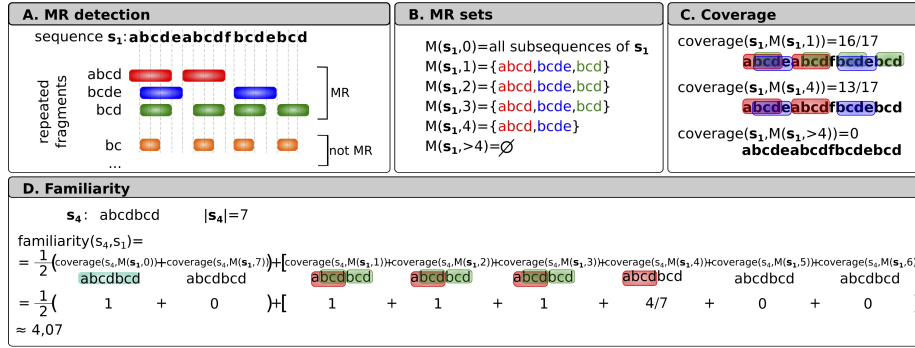 A. MR detection
sequence s1:abcdeabcdfbcdebcd
repeated fragments
abcd
bcde
bcd
MR
bc
not MR
...
B. MR sets
M(s1,0)=all subsequences of s1
M(s1,1)={abcd,bcde,bcd}
M(s1,2)={abcd,bcde,bcd}
M(s1,3)={abcd,bcde,bcd}
M(s1,4)={abcd,bcde}
M(s1,>4)=∅
C. Coverage
coverage(s1,M(s1,1))=16/17
abcdeabcdfbcdebcd
coverage(s1,M(s1,4))=13/17
abcdeabcdfbcdebcd
coverage(s1,M(s1,>4))=0
abcdeabcdfbcdebcd
D. Familiarity
s4: abcdbcd |s4|=7
familiarity(s4,s1)=
= 1/2 (coverage(s4,M(s1,0))+coverage(s4,M(s1,7)))+[coverage(s4,M(s1,1))+coverage(s4,M(s1,2))+coverage(s4,M(s1,3))+coverage(s4,M(s1,4))+coverage(s4,M(s1,5))+coverage(s4,M(s1,6)
abcdbcd abcdbcd abcdbcd abcdbcd abcdbcd abcdbcd abcdbcd abcdbcd
= 1/2 ( 1 + 0 )+[ 1 + 1 + 1 + 4/7 + 0 + 0
≈ 4,07